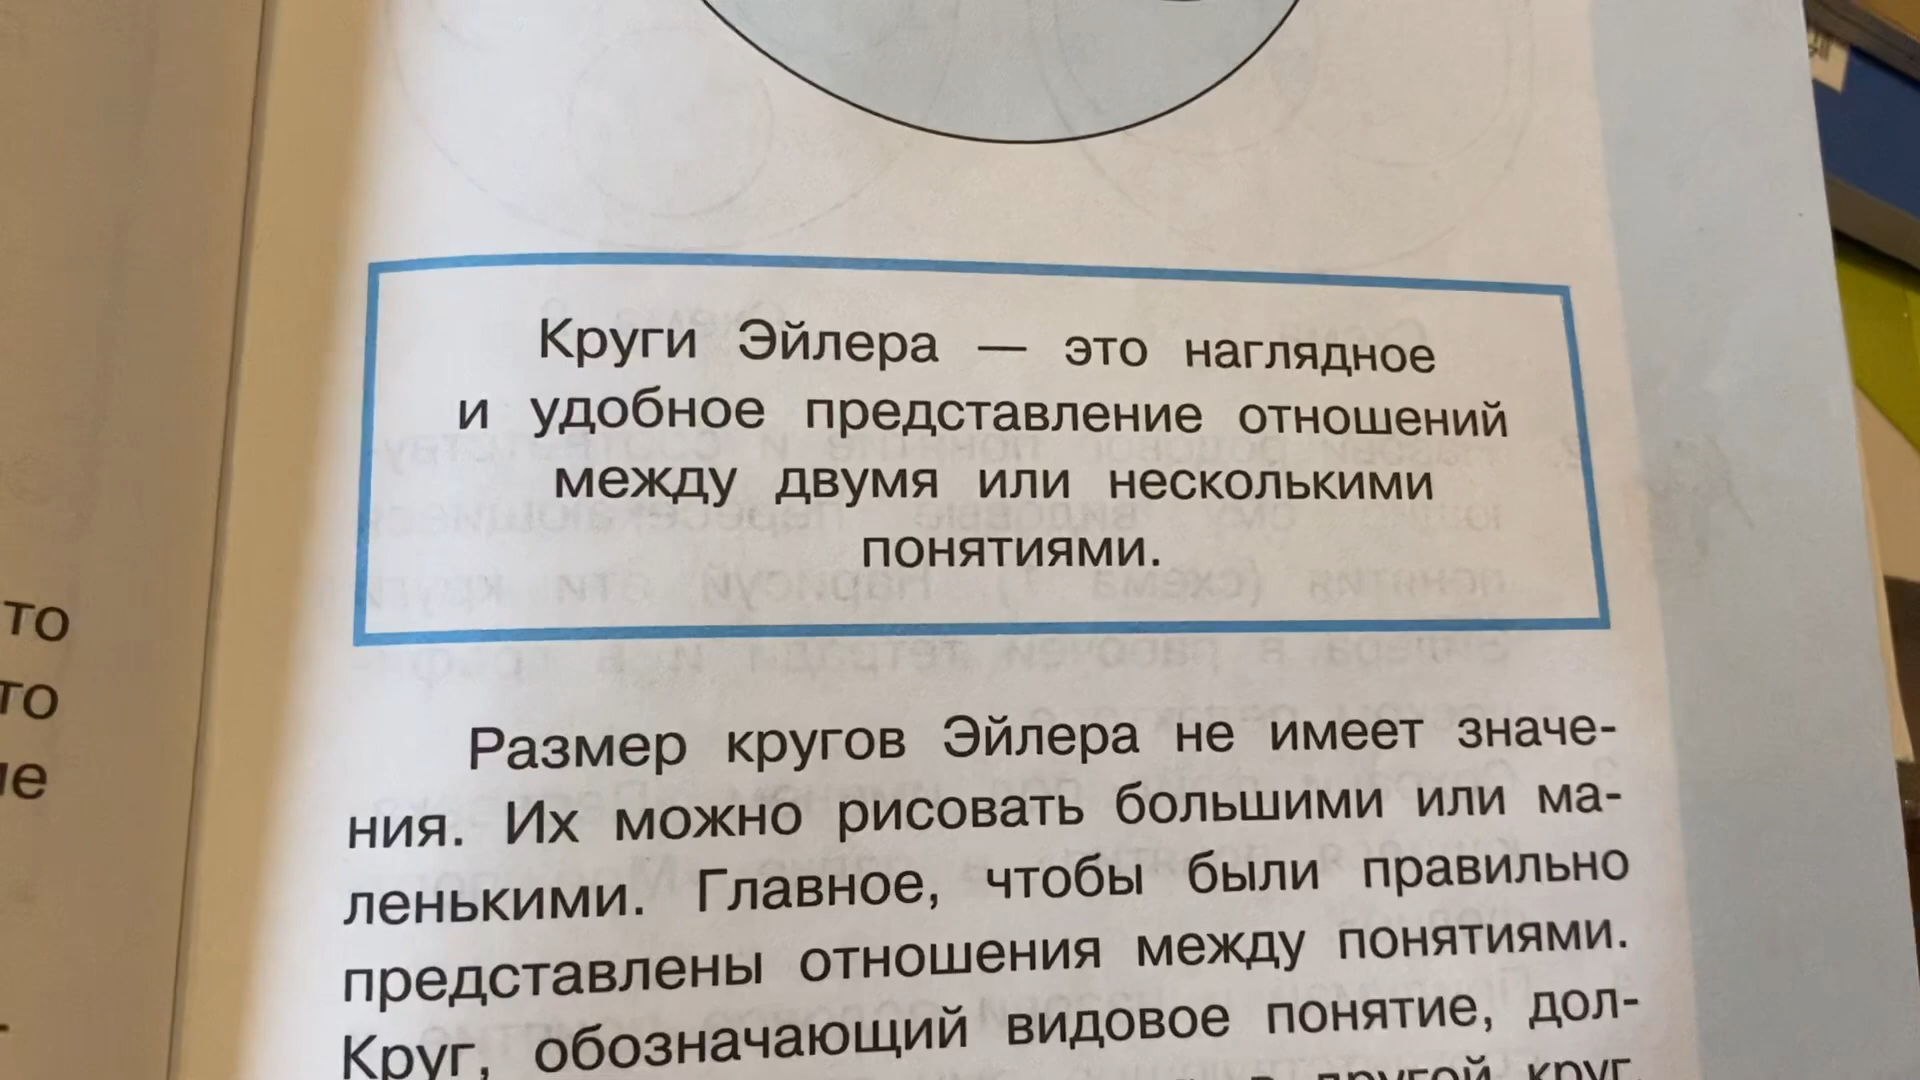 Круги Эйлера — это наглядное
и удобное представление отношений
между двумя или несколькими
понятиями.
Размер кругов Эйлера не имеет значе-
ния. Их можно рисовать большими или ма-
ленькими. Главное, чтобы были правильно
представлены отношения между понятиями.
Круг, обозначающий видовое понятие, дол-
другой круг,